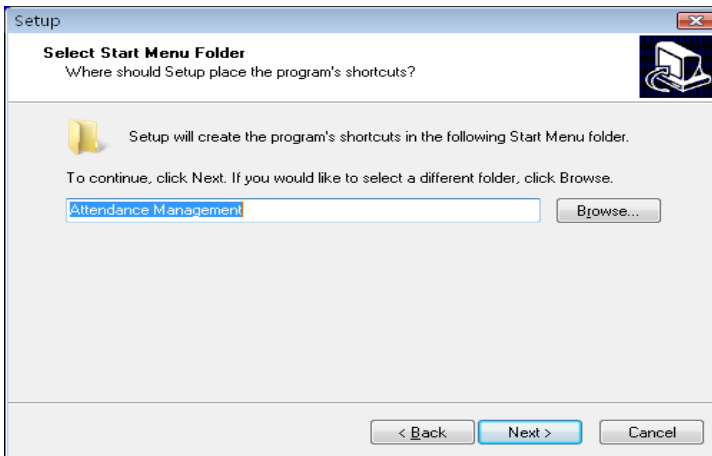 Setup
Select Start Menu Folder
Where should Setup place the program's shortcuts?
Setup will create the program's shortcuts in the following Start Menu folder.
To continue, click Next. If you would like to select a different folder, click Browse.
Attendance Management
Browse...
< Back
Next >
Cancel